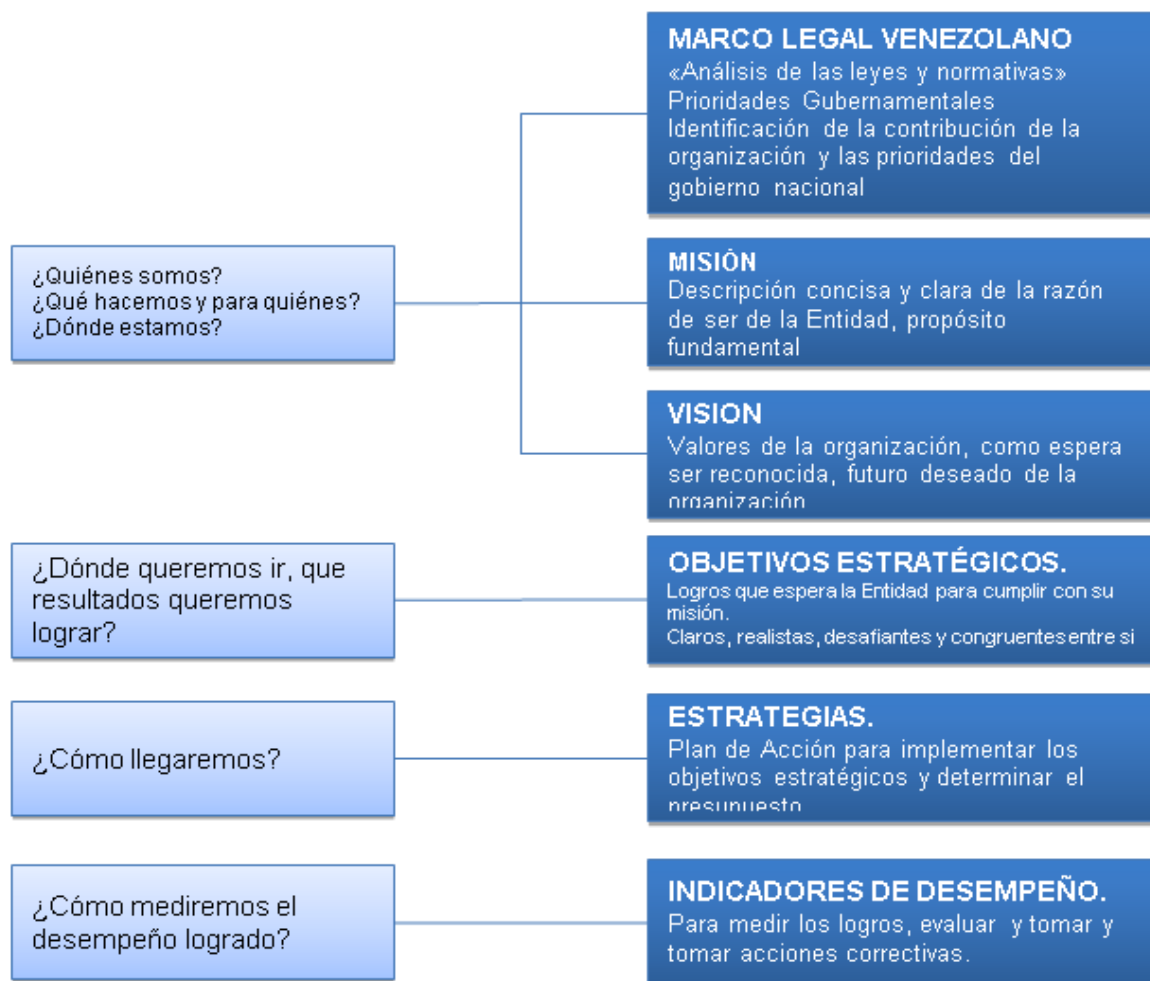 MARCO LEGAL VENEZOLANO
«Análisis de las leyes y normativas»
Prioridades Gubernamentales
Identificación de la contribución de la
organización y las prioridades del
gobierno nacional
¿Quiénes somos?
¿Qué hacemos y para quiénes?
¿Dónde estamos?
MISIÓN
Descripción concisa y clara de la razón
de ser de la Entidad, propósito
fundamental
VISION
Valores de la organización, como espera
ser reconocida, futuro deseado de la
organización
¿Dónde queremos ir, que
resultados queremos
lograr?
OBJETIVOS ESTRATÉGICOS.
Logros que espera la Entidad para cumplir con su
misión.
Claros, realistas, desafiantes y congruentes entre si
¿Cómo llegaremos?
ESTRATEGIAS.
Plan de Acción para implementar los
objetivos estratégicos y determinar el
presupuesto
¿Cómo mediremos el
desempeño logrado?
INDICADORES DE DESEMPEÑO.
Para medir los logros, evaluar y tomar y
tomar acciones correctivas.